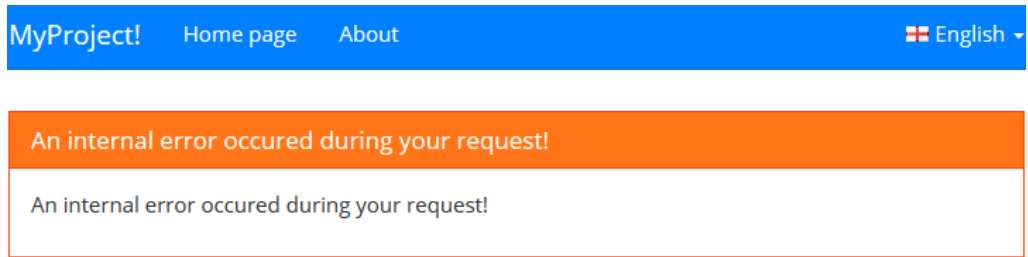 MyProject! Home page About English
An internal error occured during your request!
An internal error occured during your request!